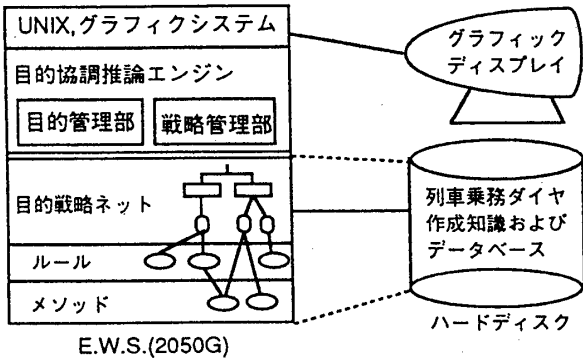 UNIX,グラフィクシステム
目的協調推論エンジン
目的管理部
戦略管理部
目的戦略ネット
ルール
メソッド
E.W.S.(2050G)
グラフィック
ディスプレイ
列車乗務ダイヤ
作成知識および
データベース
ハードディスク